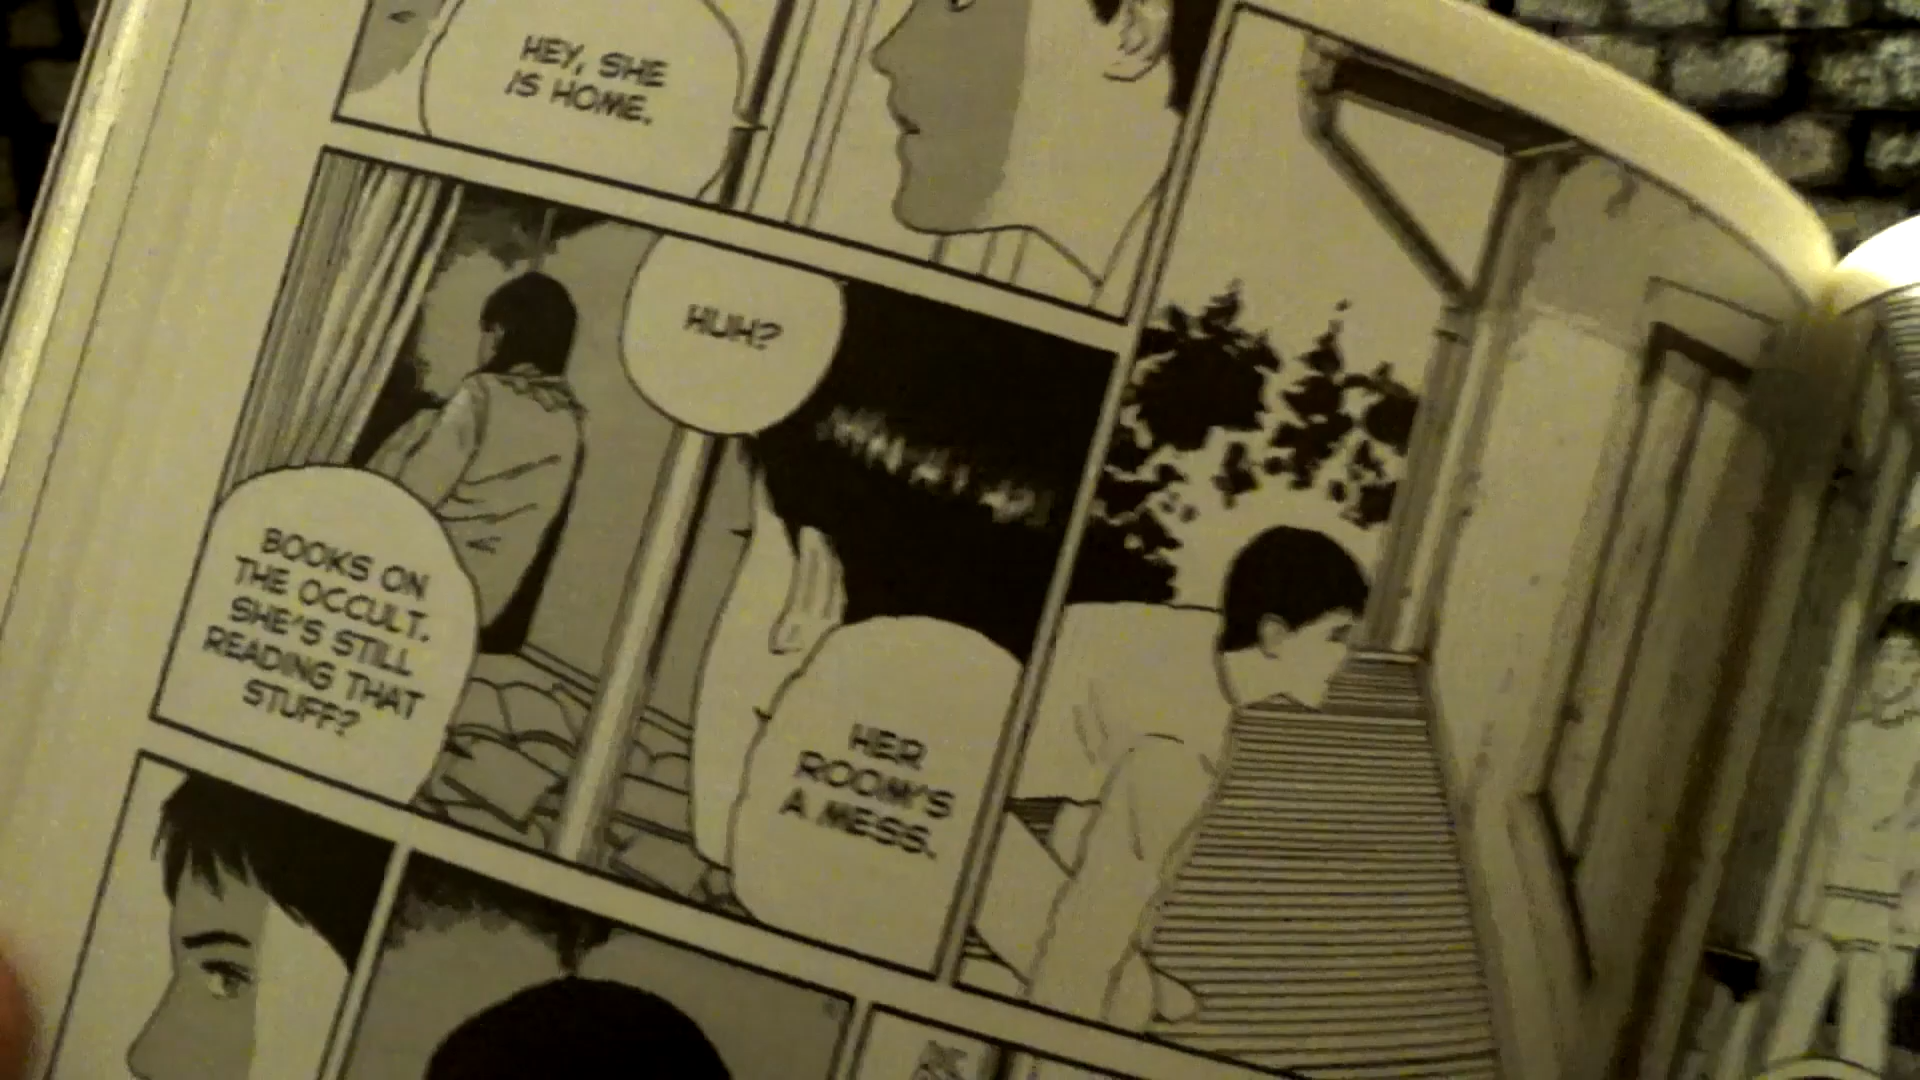 HEY, SHE
IS HOME.
HUH?
HER
ROOM'S
A MESS.
BOOKS ON
THE OCCULT.
SHE'S STILL
READING THAT
STUFF?